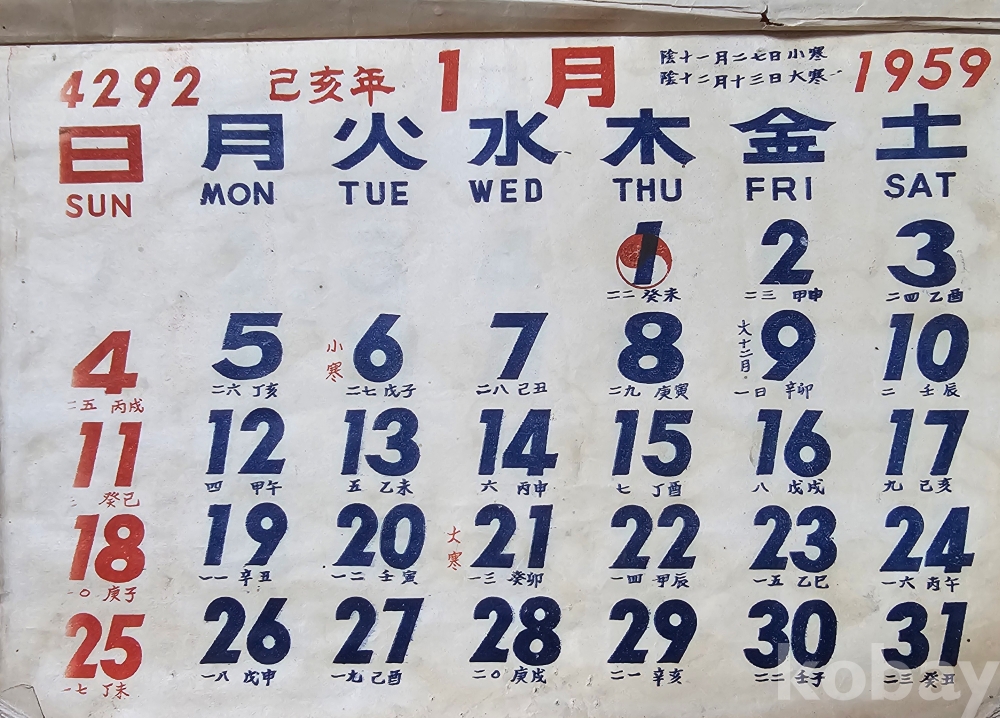 4292 己亥年 1月 陰十一月二七日小寒 1959
陰十二月十三日大寒
日 月 火 水 木 金 土
SUN MON TUE WED THU FRI SAT
1 2 3
二二 癸未 二三 甲申 二四 乙酉
4 5 小寒 6 7 8 大十二月 9 10
二五 丙戌 二六 丁亥 二七 戊子 二八 己丑 二九 庚寅 一日 辛卯 二 壬辰
11 12 13 14 15 16 17
癸巳 四 甲午 五 乙未 六 丙申 七 丁酉 八 戊戌 九 己亥
18 19 20 大寒 21 22 23 24
一〇 庚子 一一 辛丑 一二 壬寅 一三 癸卯 一四 甲辰 一五 乙巳 一六 丙午
25 26 27 28 29 30 31
一七 丁未 一八 戊申 一九 己酉 二〇 庚戌 二一 辛亥 二二 壬子 二三 癸丑
kobay